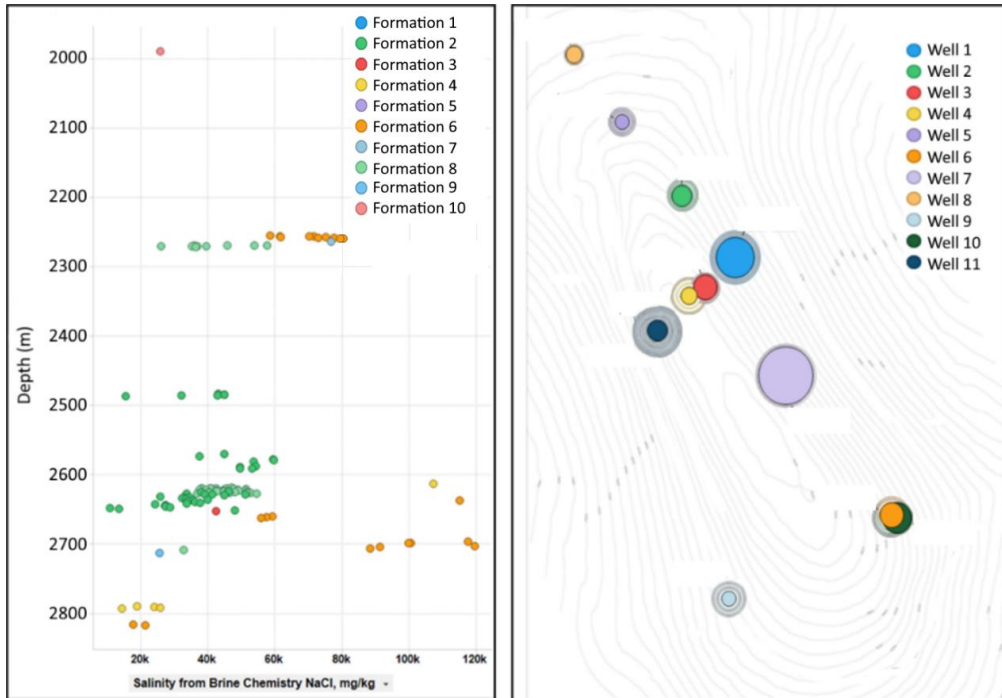 Formation 1
Formation 2
Formation 3
Formation 4
Formation 5
Formation 6
Formation 7
Formation 8
Formation 9
Formation 10
2000
2100
2200
2300
2400
2500
2600
2700
2800
Depth (m)
20k
40k
60k
80k
100k
120k
Salinity from Brine Chemistry NaCl, mg/kg
Well 1
Well 2
Well 3
Well 4
Well 5
Well 6
Well 7
Well 8
Well 9
Well 10
Well 11